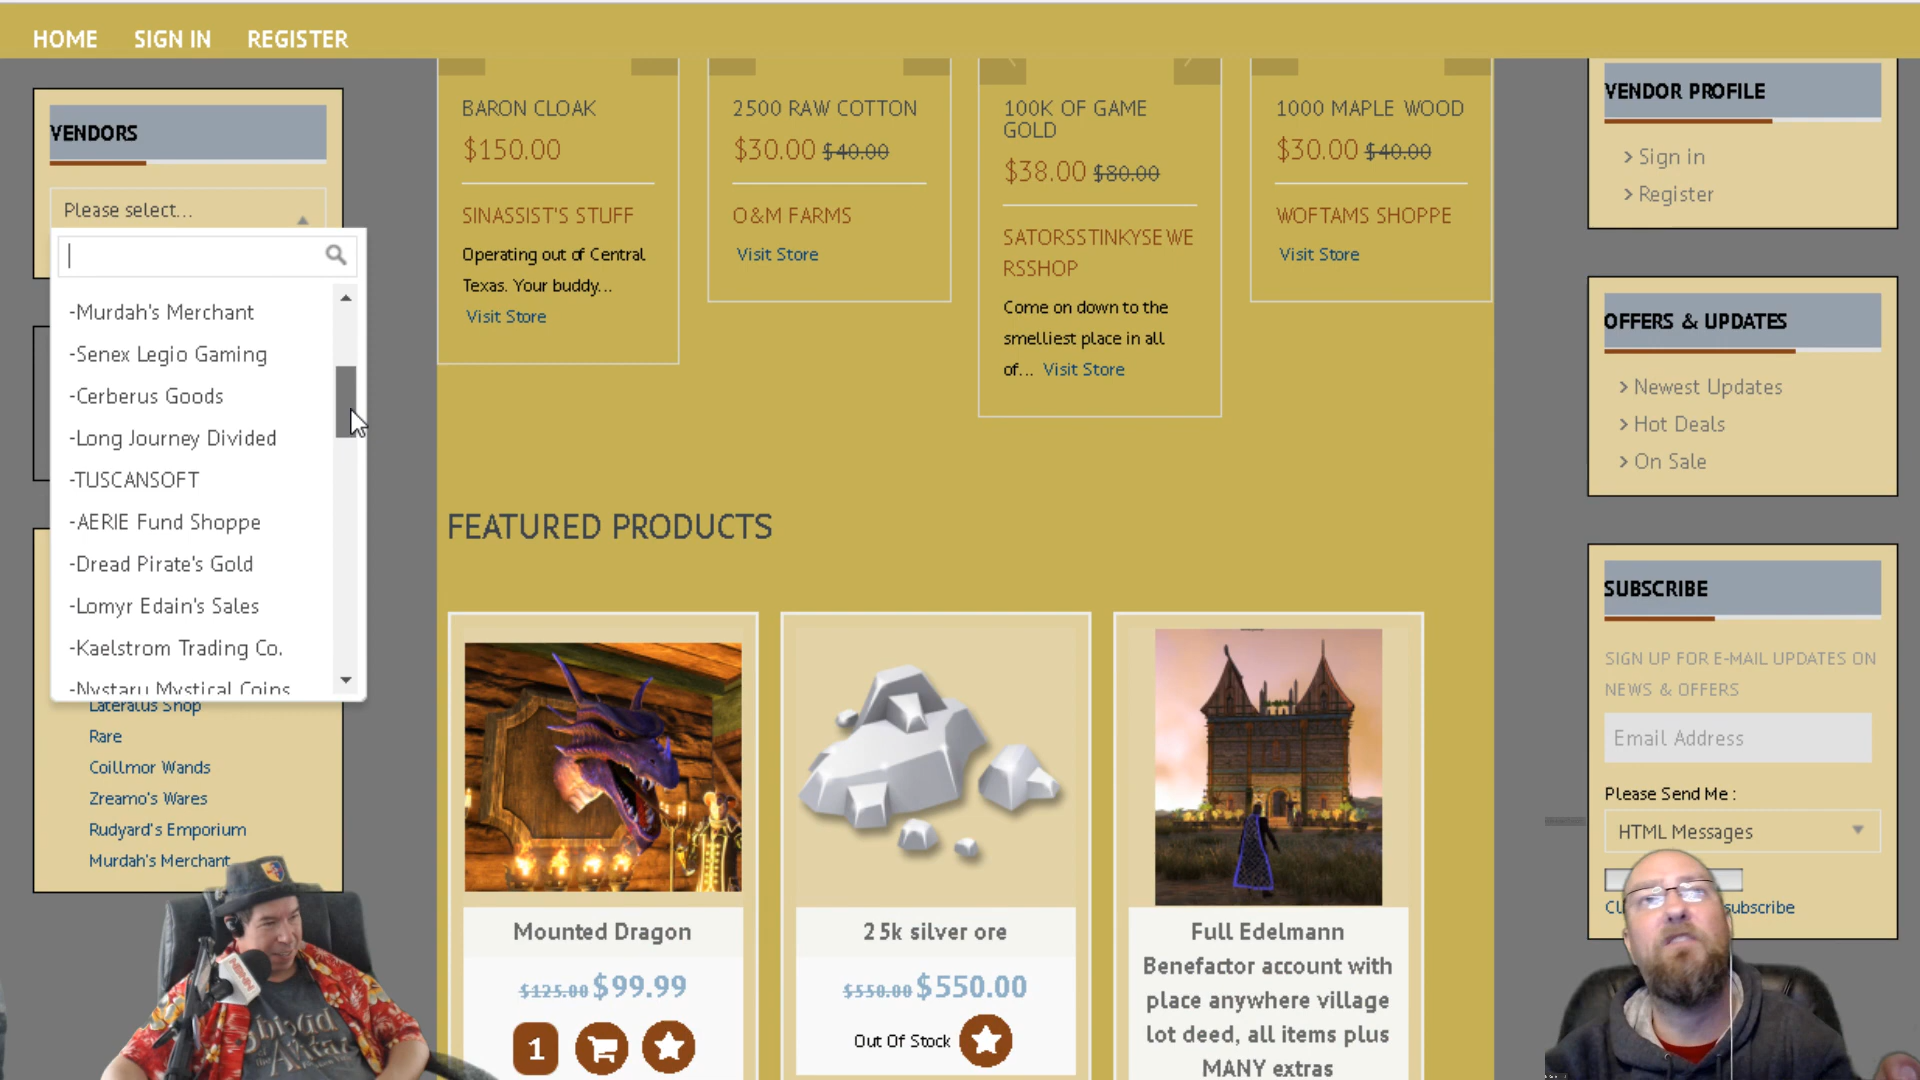 HOME SIGN IN REGISTER
VENDORS
Please select...
-Murdah's Merchant
-Senex Legio Gaming
-Cerberus Goods
-Long Journey Divided
-TUSCANSOFT
-AERIE Fund Shoppe
-Dread Pirate's Gold
-Lomyr Edain's Sales
-Kaelstrom Trading Co.
-Nystaru Mystical Coins
Lateralus Shop
Rare
Coillmor Wands
Zreamo's Wares
Rudyard's Emporium
Murdah's Merchant
BARON CLOAK
$150.00
SINASSIST'S STUFF
Operating out of Central
Texas. Your buddy...
Visit Store
2500 RAW COTTON
$30.00 $40.00
O&M FARMS
Visit Store
100K OF GAME
GOLD
$38.00 $80.00
SATORSSTINKYSEWE
RSSHOP
Come on down to the
smelliest place in all
of... Visit Store
1000 MAPLE WOOD
$30.00 $40.00
WOFTAMS SHOPPE
Visit Store
FEATURED PRODUCTS
Mounted Dragon
$125.00 $99.99
1
25k silver ore
$550.00 $550.00
Out Of Stock
Full Edelmann
Benefactor account with
place anywhere village
lot deed, all items plus
MANY extras
VENDOR PROFILE
Sign in
Register
OFFERS & UPDATES
Newest Updates
Hot Deals
On Sale
SUBSCRIBE
SIGN UP FOR E-MAIL UPDATES ON
NEWS & OFFERS
Email Address
Please Send Me :
HTML Messages